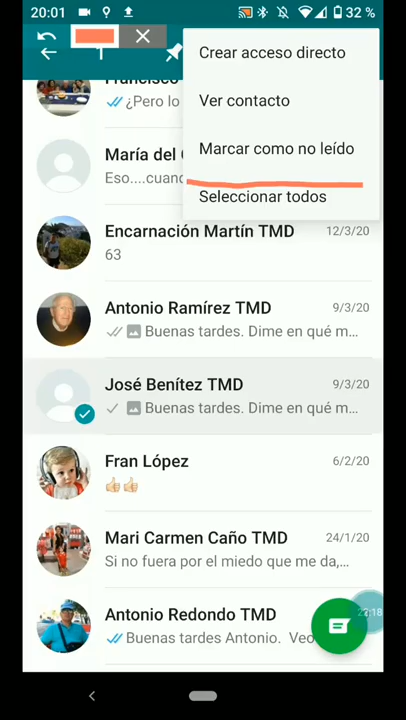 20:01
32 %
1
Crear acceso directo
Ver contacto
Marcar como no leído
Seleccionar todos
Francisco
¿Pero lo
María del
Eso....cuand
Encarnación Martín TMD
12/3/20
63
Antonio Ramírez TMD
9/3/20
Buenas tardes. Dime en qué m...
José Benítez TMD
9/3/20
Buenas tardes. Dime en qué m...
Fran López
6/2/20
👍🏻👍🏻
Mari Carmen Caño TMD
24/1/20
Si no fuera por el miedo que me da,...
Antonio Redondo TMD
Buenas tardes Antonio. Veo